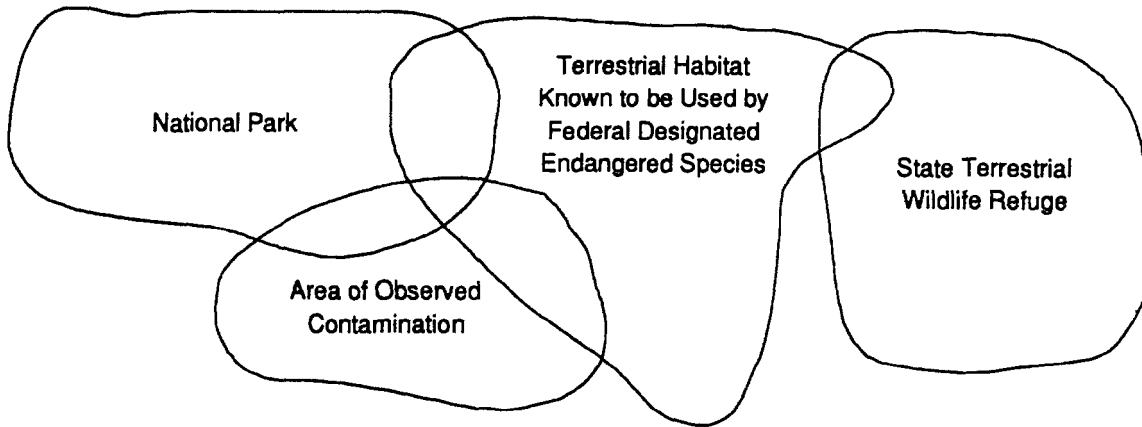 National Park
Terrestrial Habitat
Known to be Used by
Federal Designated
Endangered Species
State Terrestrial
Wildlife Refuge
Area of Observed
Contamination